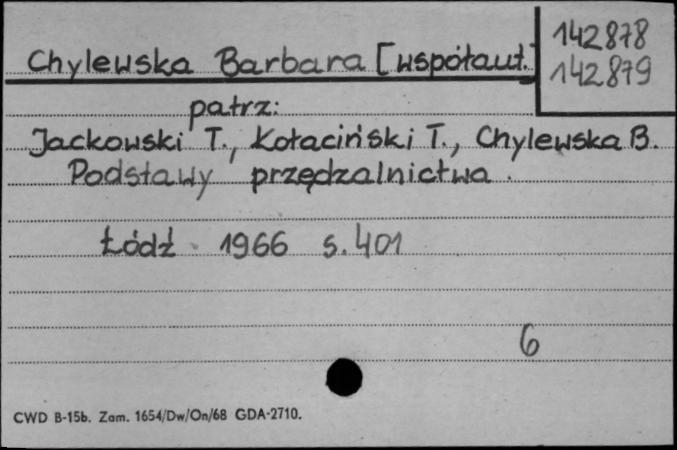 Chylewska Barbara [współaut.]
142878
142879
patrz:
Jackowski T., Kołaciński T., Chylewska B.
Podstawy przędzalnictwa.
Łódź 1966 s. 401
6
CWD B-15b. Zam. 1654/Dw/On/68 GDA-2710.